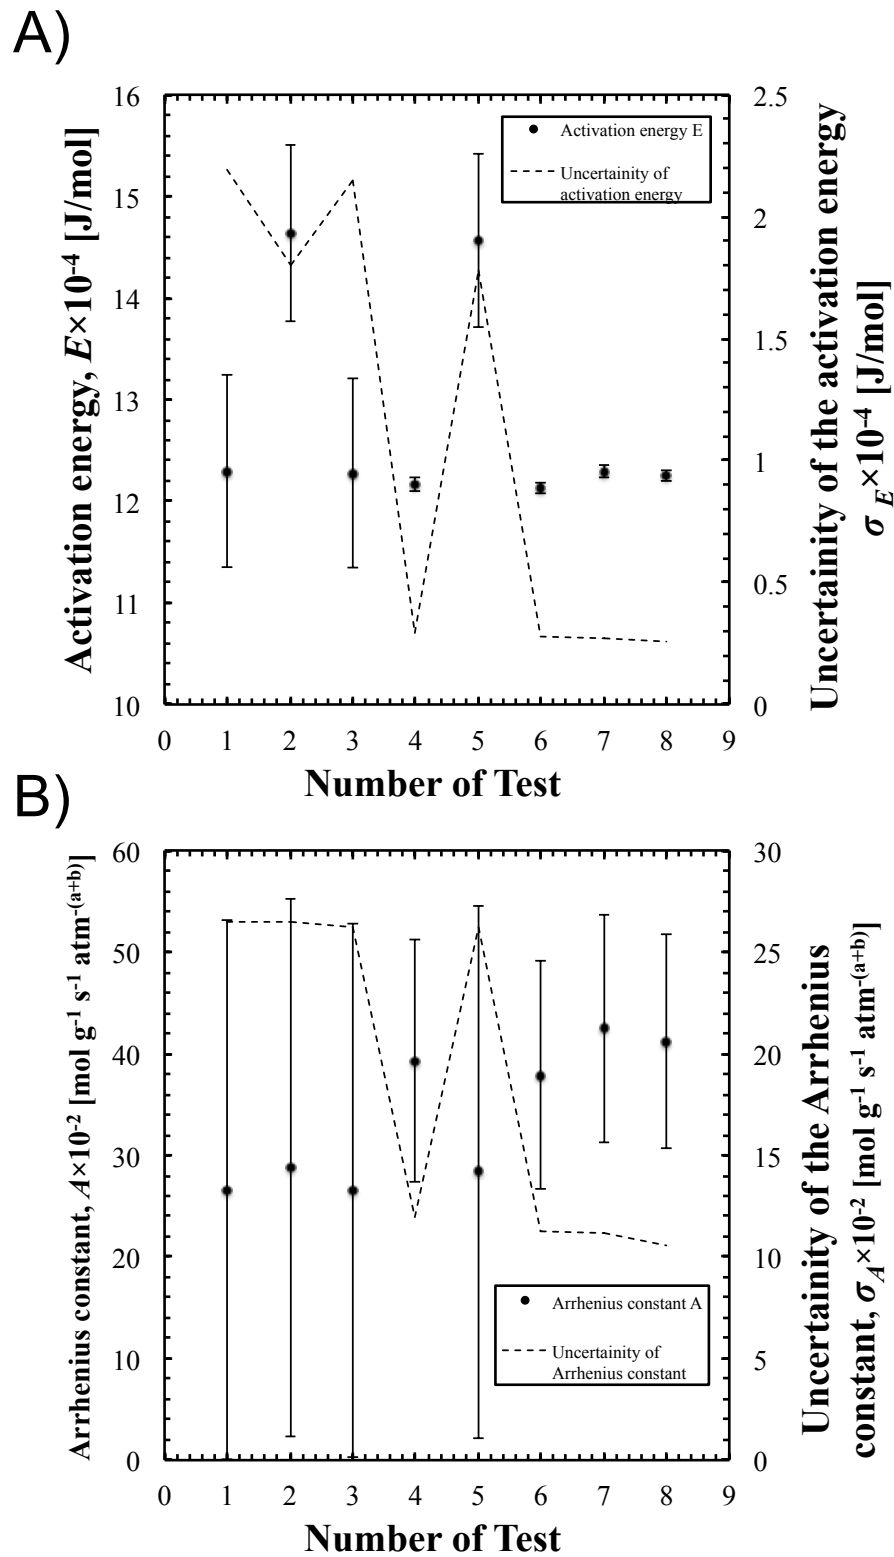 A)
16
15
14
13
12
11
10
Activation energy, E×10⁻⁴ [J/mol]
2.5
2
1.5
1
0.5
0
Uncertainity of the activation energy
σ E×10⁻⁴ [J/mol]
Activation energy E
Uncertainity of
activation energy
0 1 2 3 4 5 6 7 8 9
Number of Test
B)
60
50
40
30
20
10
0
Arrhenius constant, A×10⁻² [mol g⁻¹ s⁻¹ atm⁻⁽ᵃ⁺ᵇ⁾]
30
25
20
15
10
5
0
Uncertainity of the Arrhenius
constant, σA×10⁻² [mol g⁻¹ s⁻¹ atm⁻⁽ᵃ⁺ᵇ⁾]
Arrhenius constant A
Uncertainity of
Arrhenius constant
0 1 2 3 4 5 6 7 8 9
Number of Test